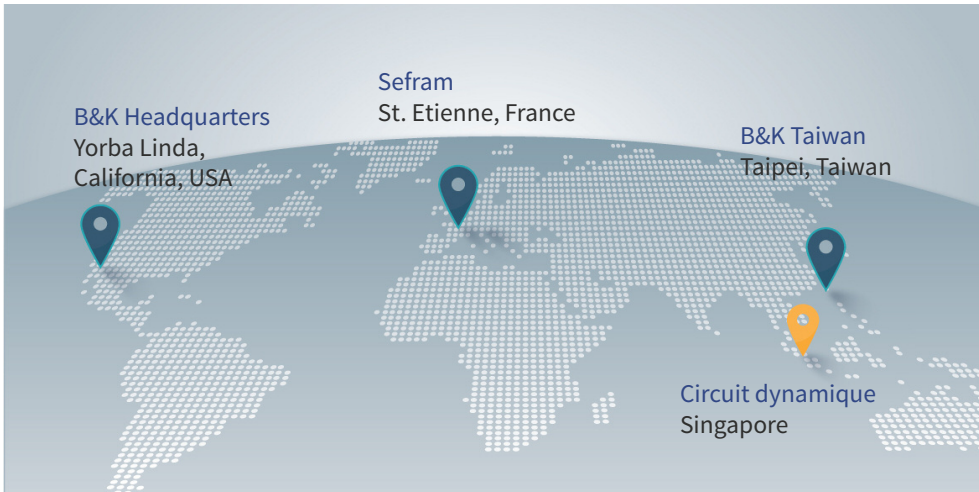 B&K Headquarters
Yorba Linda,
California, USA
Sefram
St. Etienne, France
B&K Taiwan
Taipei, Taiwan
Circuit dynamique
Singapore